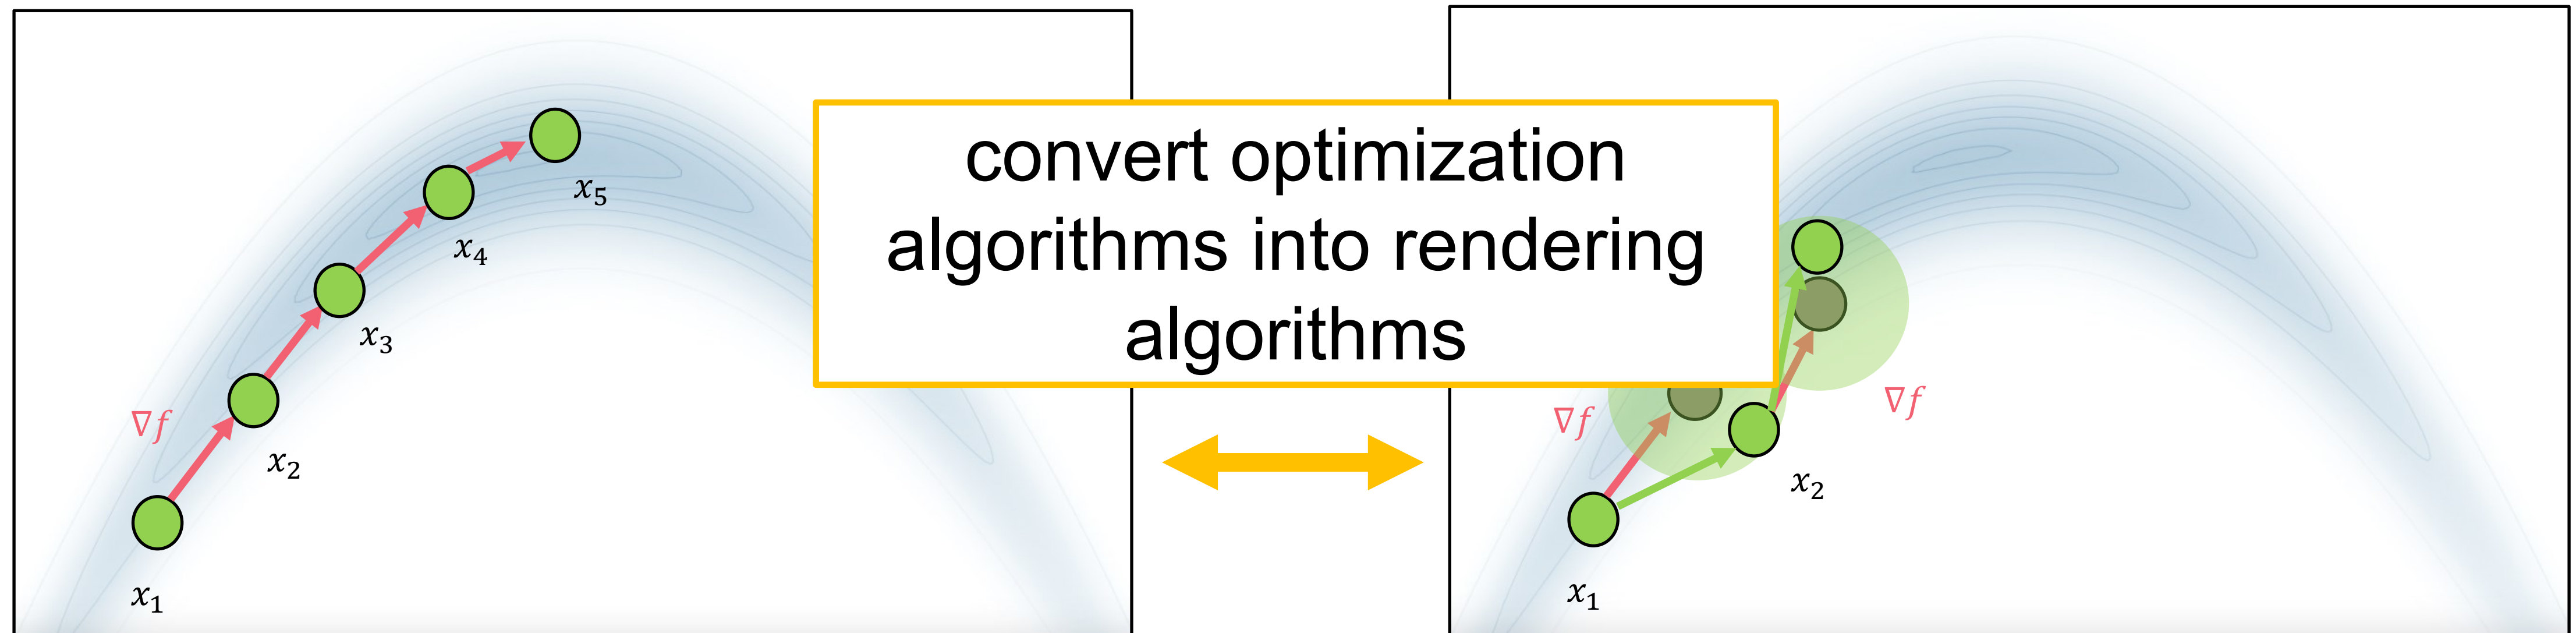 convert optimization
algorithms into rendering
algorithms
∇f
x₁
x₂
x₃
x₄
x₅
∇f
∇f
x₁
x₂